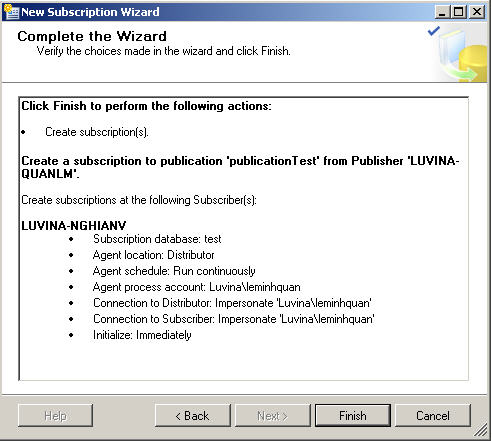 New Subscription Wizard
Complete the Wizard
Verify the choices made in the wizard and click Finish.
Click Finish to perform the following actions:
• Create subscription(s).
Create a subscription to publication 'publicationTest' from Publisher 'LUVINA-
QUANLM'.
Create subscriptions at the following Subscriber(s):
LUVINA-NGHIANV
• Subscription database: test
• Agent location: Distributor
• Agent schedule: Run continuously
• Agent process account: Luvina\leminhquan
• Connection to Distributor: Impersonate 'Luvina\leminhquan'
• Connection to Subscriber: Impersonate 'Luvina\leminhquan'
• Initialize: Immediately
Help < Back Next > Finish Cancel